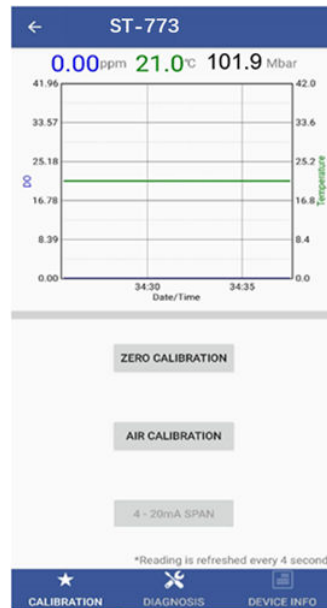 ← ST-773
0.00ppm 21.0°C 101.9 Mbar
41.96 42.0
33.57 33.6
25.18 25.2
DO Temperature
16.78 16.8
8.39 8.4
0.00 0.0
34:30 34:35
Date/Time
ZERO CALIBRATION
AIR CALIBRATION
4 - 20mA SPAN
*Reading is refreshed every 4 second
CALIBRATION DIAGNOSIS DEVICE INFO